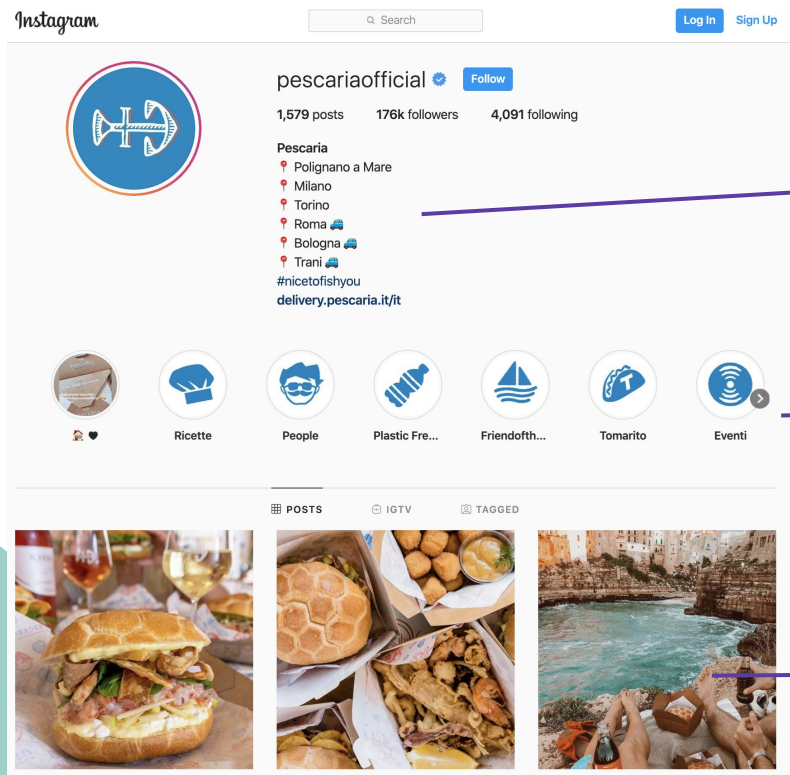 Instagram
Search
Log In
Sign Up
pescariaofficial
Follow
1,579 posts 176k followers 4,091 following
Pescaria
Polignano a Mare
Milano
Torino
Roma
Bologna
Trani
#nicetofishyou
delivery.pescaria.it/it
Ricette
People
Plastic Fre...
Friendofth...
Tomarito
Eventi
POSTS
IGTV
TAGGED